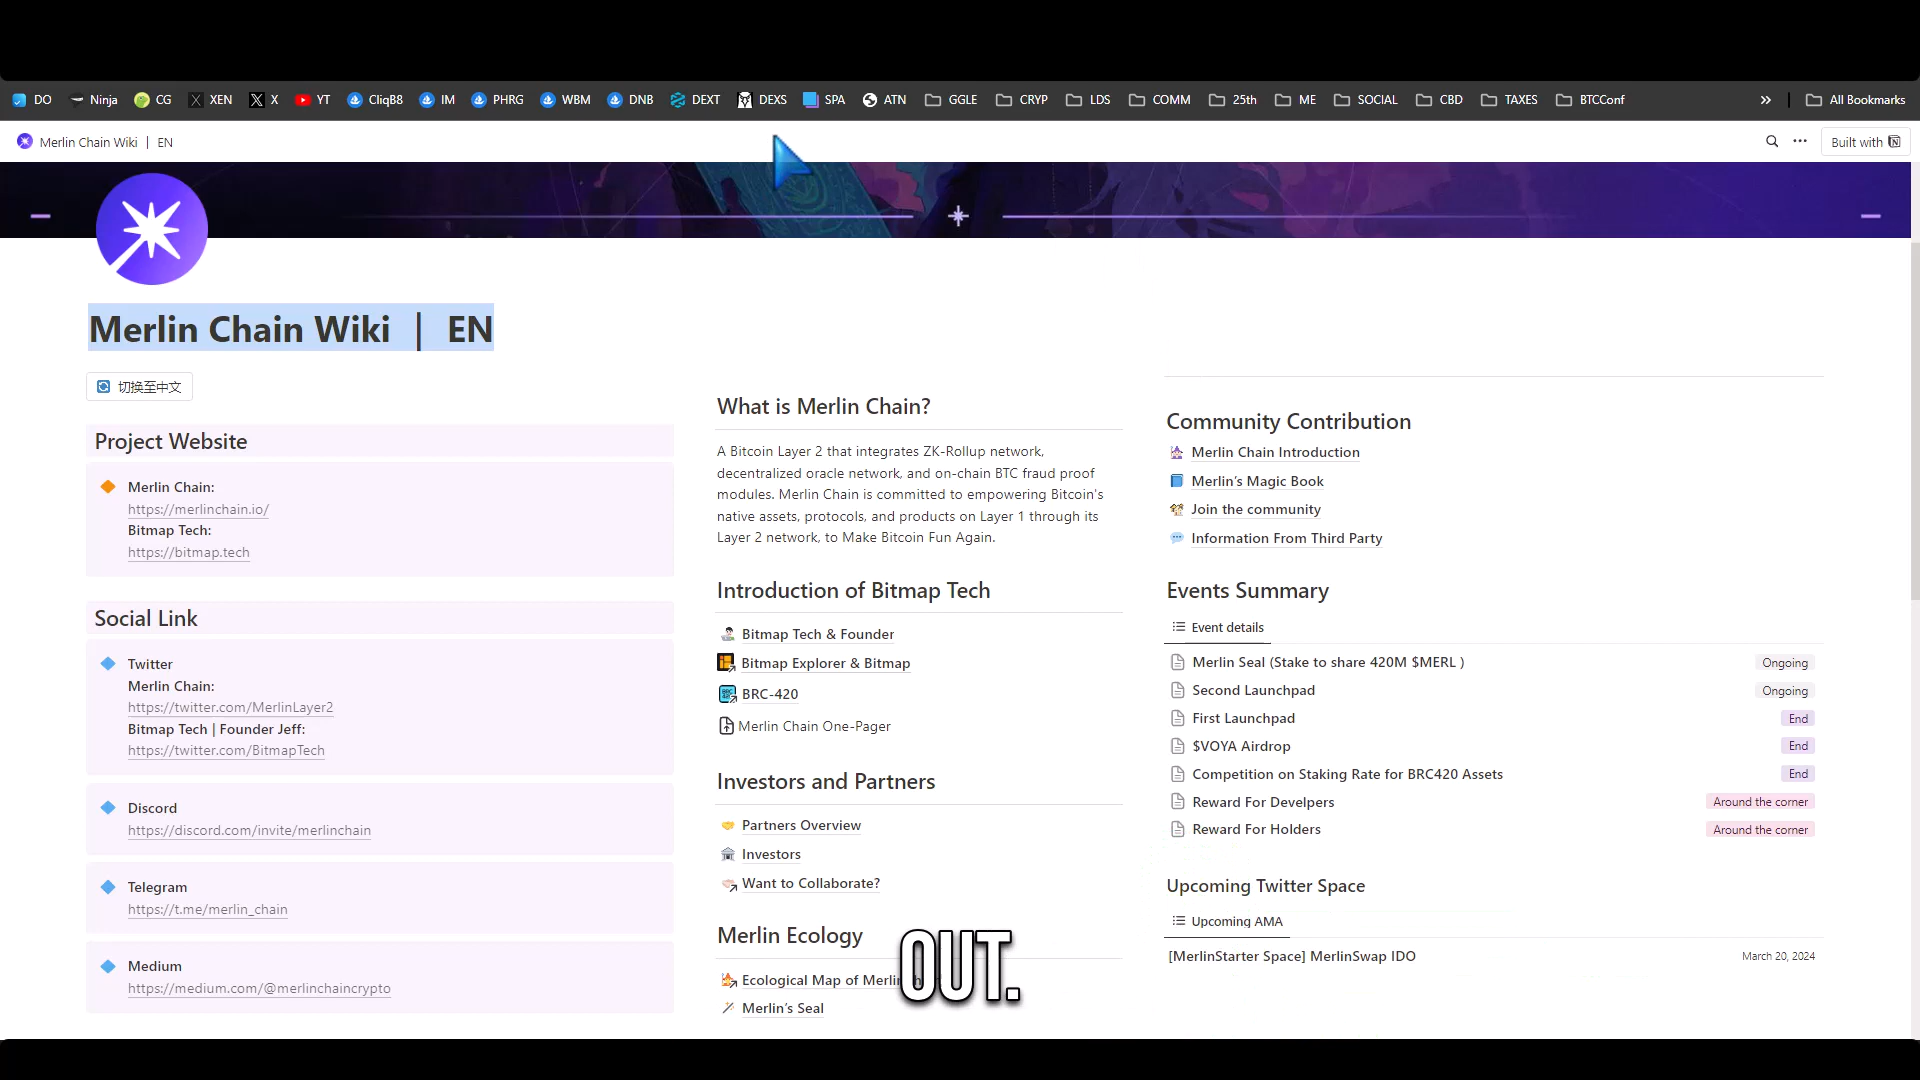 DO Ninja CG XEN X YT CliqB8 IM PHRG WBM DNB DEXT DEXS SPA ATN GGLE CRYP LDS COMM 25th ME SOCIAL CBD TAXES BTCConf » All Bookmarks
Merlin Chain Wiki | EN
Built with
Merlin Chain Wiki | EN
切换至中文
Project Website
Merlin Chain:
https://merlinchain.io/
Bitmap Tech:
https://bitmap.tech
Social Link
Twitter
Merlin Chain:
https://twitter.com/MerlinLayer2
Bitmap Tech | Founder Jeff:
https://twitter.com/BitmapTech
Discord
https://discord.com/invite/merlinchain
Telegram
https://t.me/merlin_chain
Medium
https://medium.com/@merlinchaincrypto
What is Merlin Chain?
A Bitcoin Layer 2 that integrates ZK-Rollup network,
decentralized oracle network, and on-chain BTC fraud proof
modules. Merlin Chain is committed to empowering Bitcoin's
native assets, protocols, and products on Layer 1 through its
Layer 2 network, to Make Bitcoin Fun Again.
Introduction of Bitmap Tech
Bitmap Tech & Founder
Bitmap Explorer & Bitmap
BRC-420
Merlin Chain One-Pager
Investors and Partners
Partners Overview
Investors
Want to Collaborate?
Merlin Ecology
Ecological Map of
Merlin's Seal
OUT.
Community Contribution
Merlin Chain Introduction
Merlin's Magic Book
Join the community
Information From Third Party
Events Summary
Event details
Merlin Seal (Stake to share 420M $MERL ) Ongoing
Second Launchpad Ongoing
First Launchpad End
$VOYA Airdrop End
Competition on Staking Rate for BRC420 Assets End
Reward For Develpers Around the corner
Reward For Holders Around the corner
Upcoming Twitter Space
Upcoming AMA
[MerlinStarter Space] MerlinSwap IDO March 20, 2024